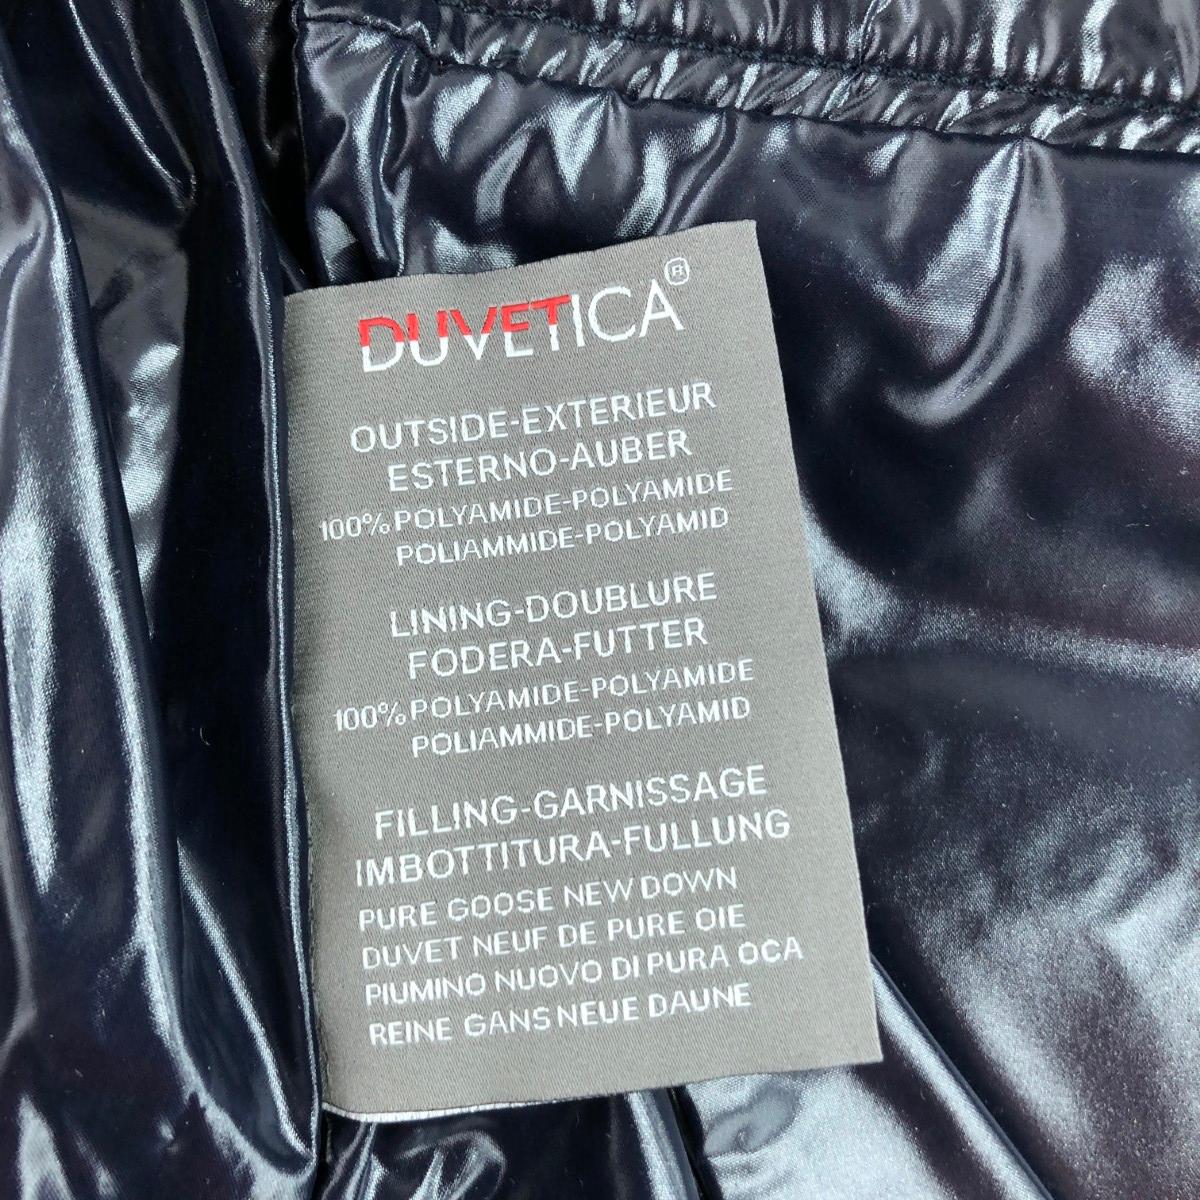 DUVETICA®
OUTSIDE-EXTERIEUR
ESTERNO-AUBER
100% POLYAMIDE-POLYAMIDE
POLIAMMIDE-POLYAMID
LINING-DOUBLURE
FODERA-FUTTER
100% POLYAMIDE-POLYAMIDE
POLIAMMIDE-POLYAMID
FILLING-GARNISSAGE
IMBOTTITURA-FULLUNG
PURE GOOSE NEW DOWN
DUVET NEUF DE PURE OIE
PIUMINO NUOVO DI PURA OCA
REINE GANS NEUE DAUNE